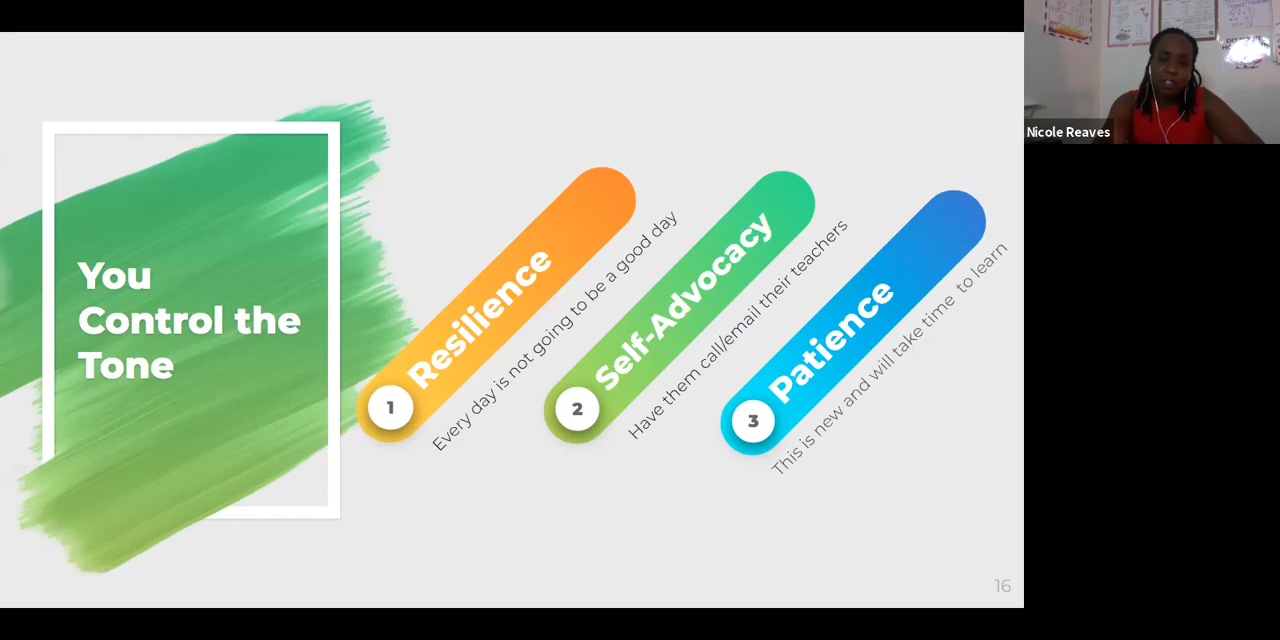 You
Control the
Tone
1
Resilience
Every day is not going to be a good day
2
Self-Advocacy
Have them call/email their teachers
3
Patience
This is new and will take time to learn
16
Nicole Reaves